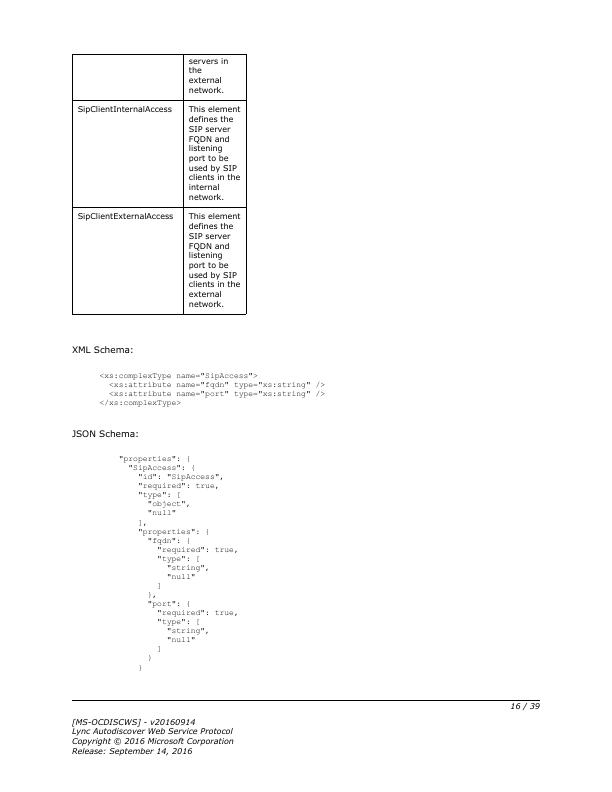 servers in
the
external
network.
SipClientInternalAccess
This element
defines the
SIP server
FQDN and
listening
port to be
used by SIP
clients in the
internal
network.
SipClientExternalAccess
This element
defines the
SIP server
FQDN and
listening
port to be
used by SIP
clients in the
external
network.
XML Schema:
<xs:complexType name="SipAccess">
  <xs:attribute name="fqdn" type="xs:string" />
  <xs:attribute name="port" type="xs:string" />
</xs:complexType>
JSON Schema:
"properties": {
  "SipAccess": {
    "id": "SipAccess",
    "required": true,
    "type": [
      "object",
      "null"
    ],
    "properties": {
      "fqdn": {
        "required": true,
        "type": [
          "string",
          "null"
        ]
      },
      "port": {
        "required": true,
        "type": [
          "string",
          "null"
        ]
      }
    }
16 / 39
[MS-OCDISCWS] - v20160914
Lync Autodiscover Web Service Protocol
Copyright © 2016 Microsoft Corporation
Release: September 14, 2016